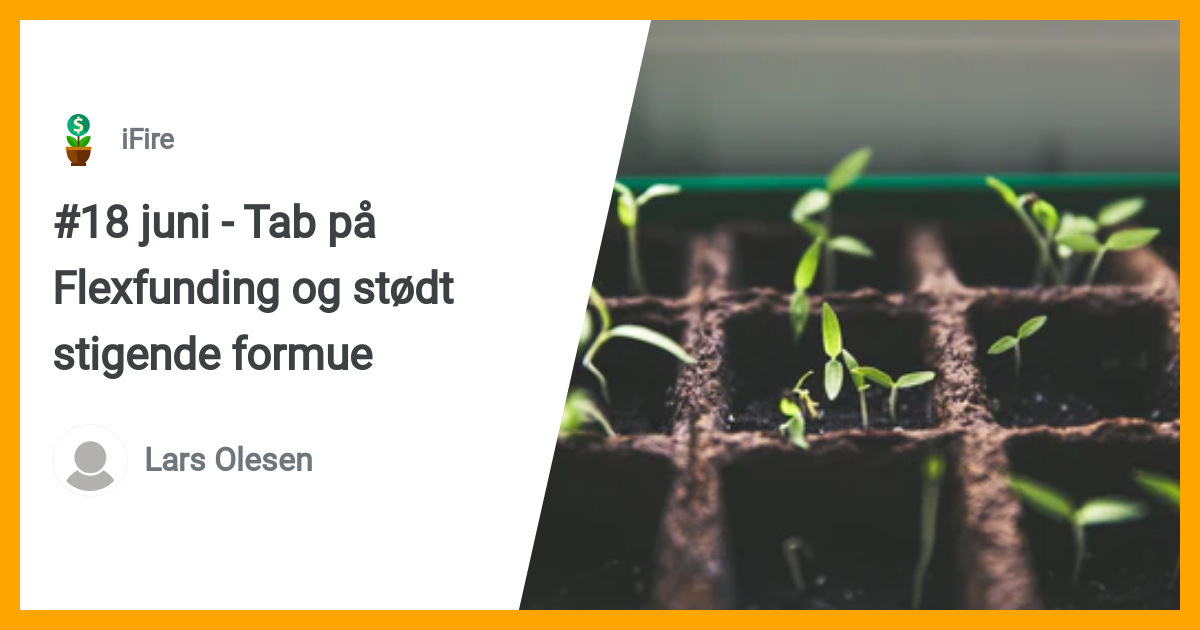 iFire
#18 juni - Tab på
Flexfunding og stødt
stigende formue
Lars Olesen